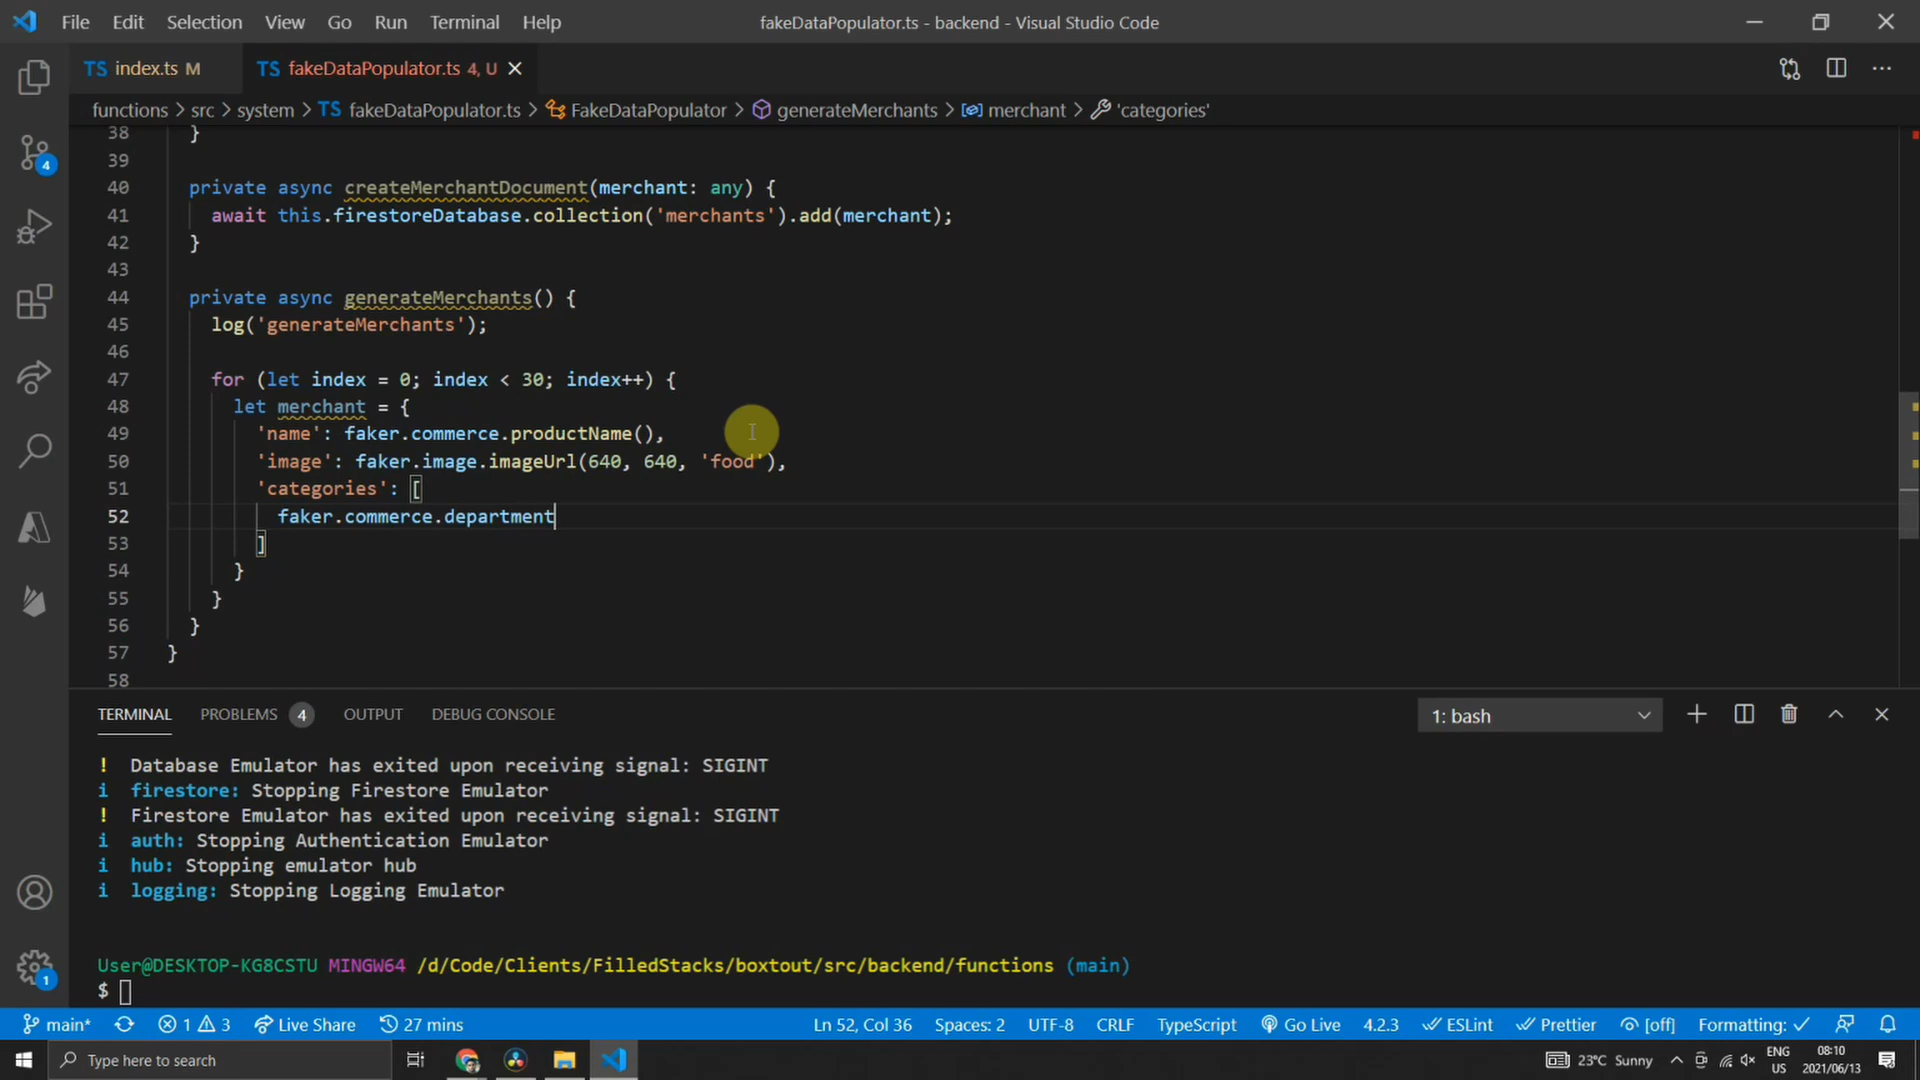 File Edit Selection View Go Run Terminal Help
fakeDataPopulator.ts - backend - Visual Studio Code
TS index.ts M
TS fakeDataPopulator.ts 4, U
functions > src > system > TS fakeDataPopulator.ts > FakeDataPopulator > generateMerchants > merchant > 'categories'
38 }
39
40 private async createMerchantDocument(merchant: any) {
41 await this.firestoreDatabase.collection('merchants').add(merchant);
42 }
43
44 private async generateMerchants() {
45 log('generateMerchants');
46
47 for (let index = 0; index < 30; index++) {
48 let merchant = {
49 'name': faker.commerce.productName(),
50 'image': faker.image.imageUrl(640, 640, 'food'),
51 'categories': [
52 faker.commerce.department
53 ]
54 }
55 }
56 }
57 }
58
4
1
TERMINAL PROBLEMS 4 OUTPUT DEBUG CONSOLE
1: bash
! Database Emulator has exited upon receiving signal: SIGINT
i firestore: Stopping Firestore Emulator
! Firestore Emulator has exited upon receiving signal: SIGINT
i auth: Stopping Authentication Emulator
i hub: Stopping emulator hub
i logging: Stopping Logging Emulator
User@DESKTOP-KG8CSTU MINGW64 /d/Code/Clients/FilledStacks/boxtout/src/backend/functions (main)
$
main* 1 3 Live Share 27 mins
Ln 52, Col 36 Spaces: 2 UTF-8 CRLF TypeScript Go Live 4.2.3 ESLint Prettier [off] Formatting:
Type here to search
23°C Sunny
ENG
US
08:10
2021/06/13